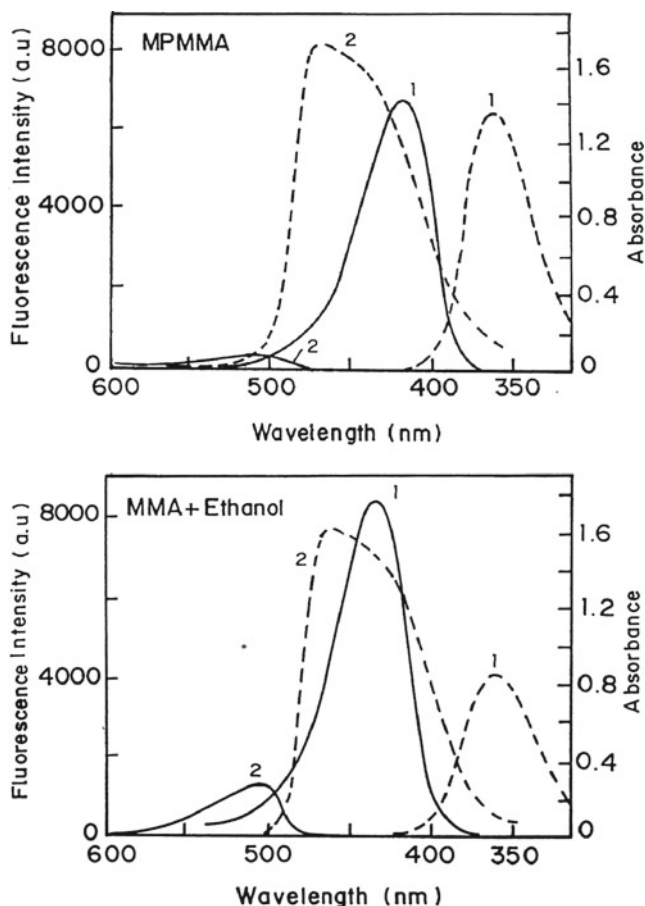 MPMMA
8000
4000
0
Fluorescence Intensity (a.u)
2
1
1
2
1.6
1.2
0.8
0.4
0
Absorbance
600 500 400 350
Wavelength (nm)
MMA + Ethanol
8000
4000
0
Fluorescence Intensity (a.u)
1
2
1
2
1.6
1.2
0.8
0.4
0
Absorbance
600 500 400 350
Wavelength (nm)